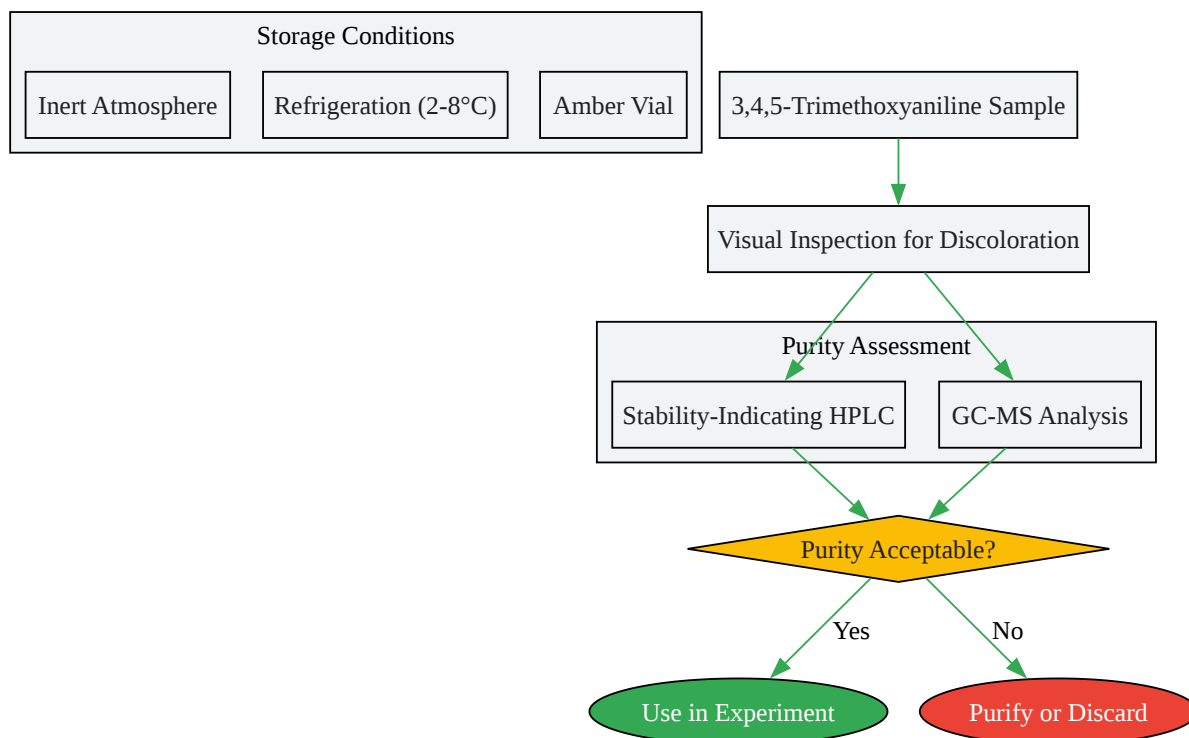 Storage Conditions
Inert Atmosphere
Refrigeration (2-8°C)
Amber Vial
3,4,5-Trimethoxyaniline Sample
Visual Inspection for Discoloration
Purity Assessment
Stability-Indicating HPLC
GC-MS Analysis
Purity Acceptable?
Yes
No
Use in Experiment
Purify or Discard